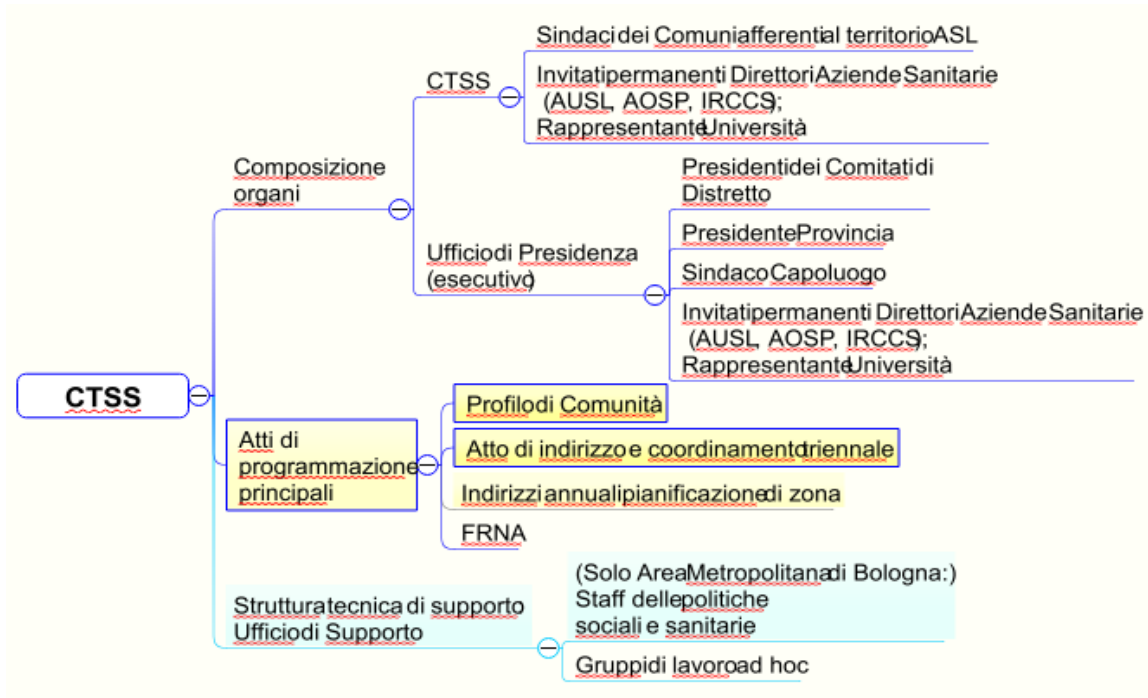 Sindaci dei Comuni afferenti al territorio ASL
CTSS
Invitati permanenti Direttori Aziende Sanitarie
(AUSL, AOSP, IRCCS);
Rappresentante Università
Composizione
organi
Presidenti dei Comitati di
Distretto
Presidente Provincia
Ufficio di Presidenza
(esecutivo)
Sindaco Capoluogo
Invitati permanenti Direttori Aziende Sanitarie
(AUSL, AOSP, IRCCS);
Rappresentante Università
CTSS
Atti di
programmazione
principali
Profilo di Comunità
Atto di indirizzo e coordinamento triennale
Indirizzi annuali pianificazione di zona
FRNA
Struttura tecnica di supporto
Ufficio di Supporto
(Solo Area Metropolitana di Bologna:)
Staff delle politiche
sociali e sanitarie
Gruppi di lavoro ad hoc